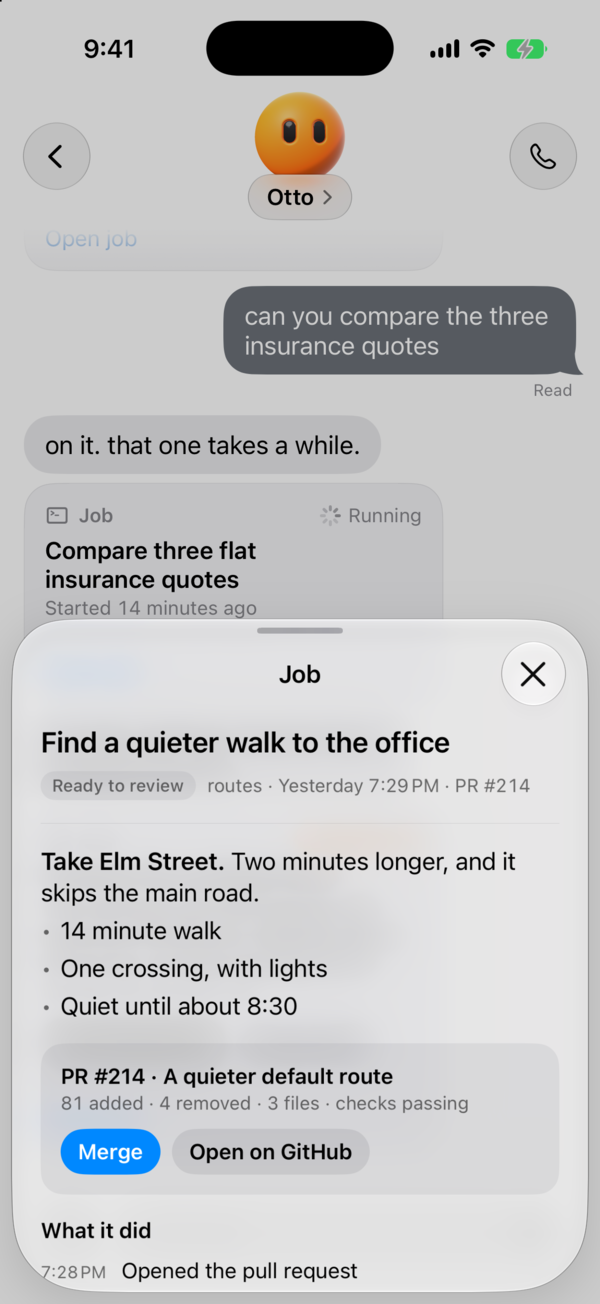 9:41
Otto
Open job
can you compare the three
insurance quotes
Read
on it. that one takes a while.
Job
Running
Compare three flat
insurance quotes
Started 14 minutes ago
Job
Find a quieter walk to the office
Ready to review routes · Yesterday 7:29 PM · PR #214
Take Elm Street. Two minutes longer, and it
skips the main road.
• 14 minute walk
• One crossing, with lights
• Quiet until about 8:30
PR #214 · A quieter default route
81 added · 4 removed · 3 files · checks passing
Merge
Open on GitHub
What it did
7:28 PM Opened the pull request